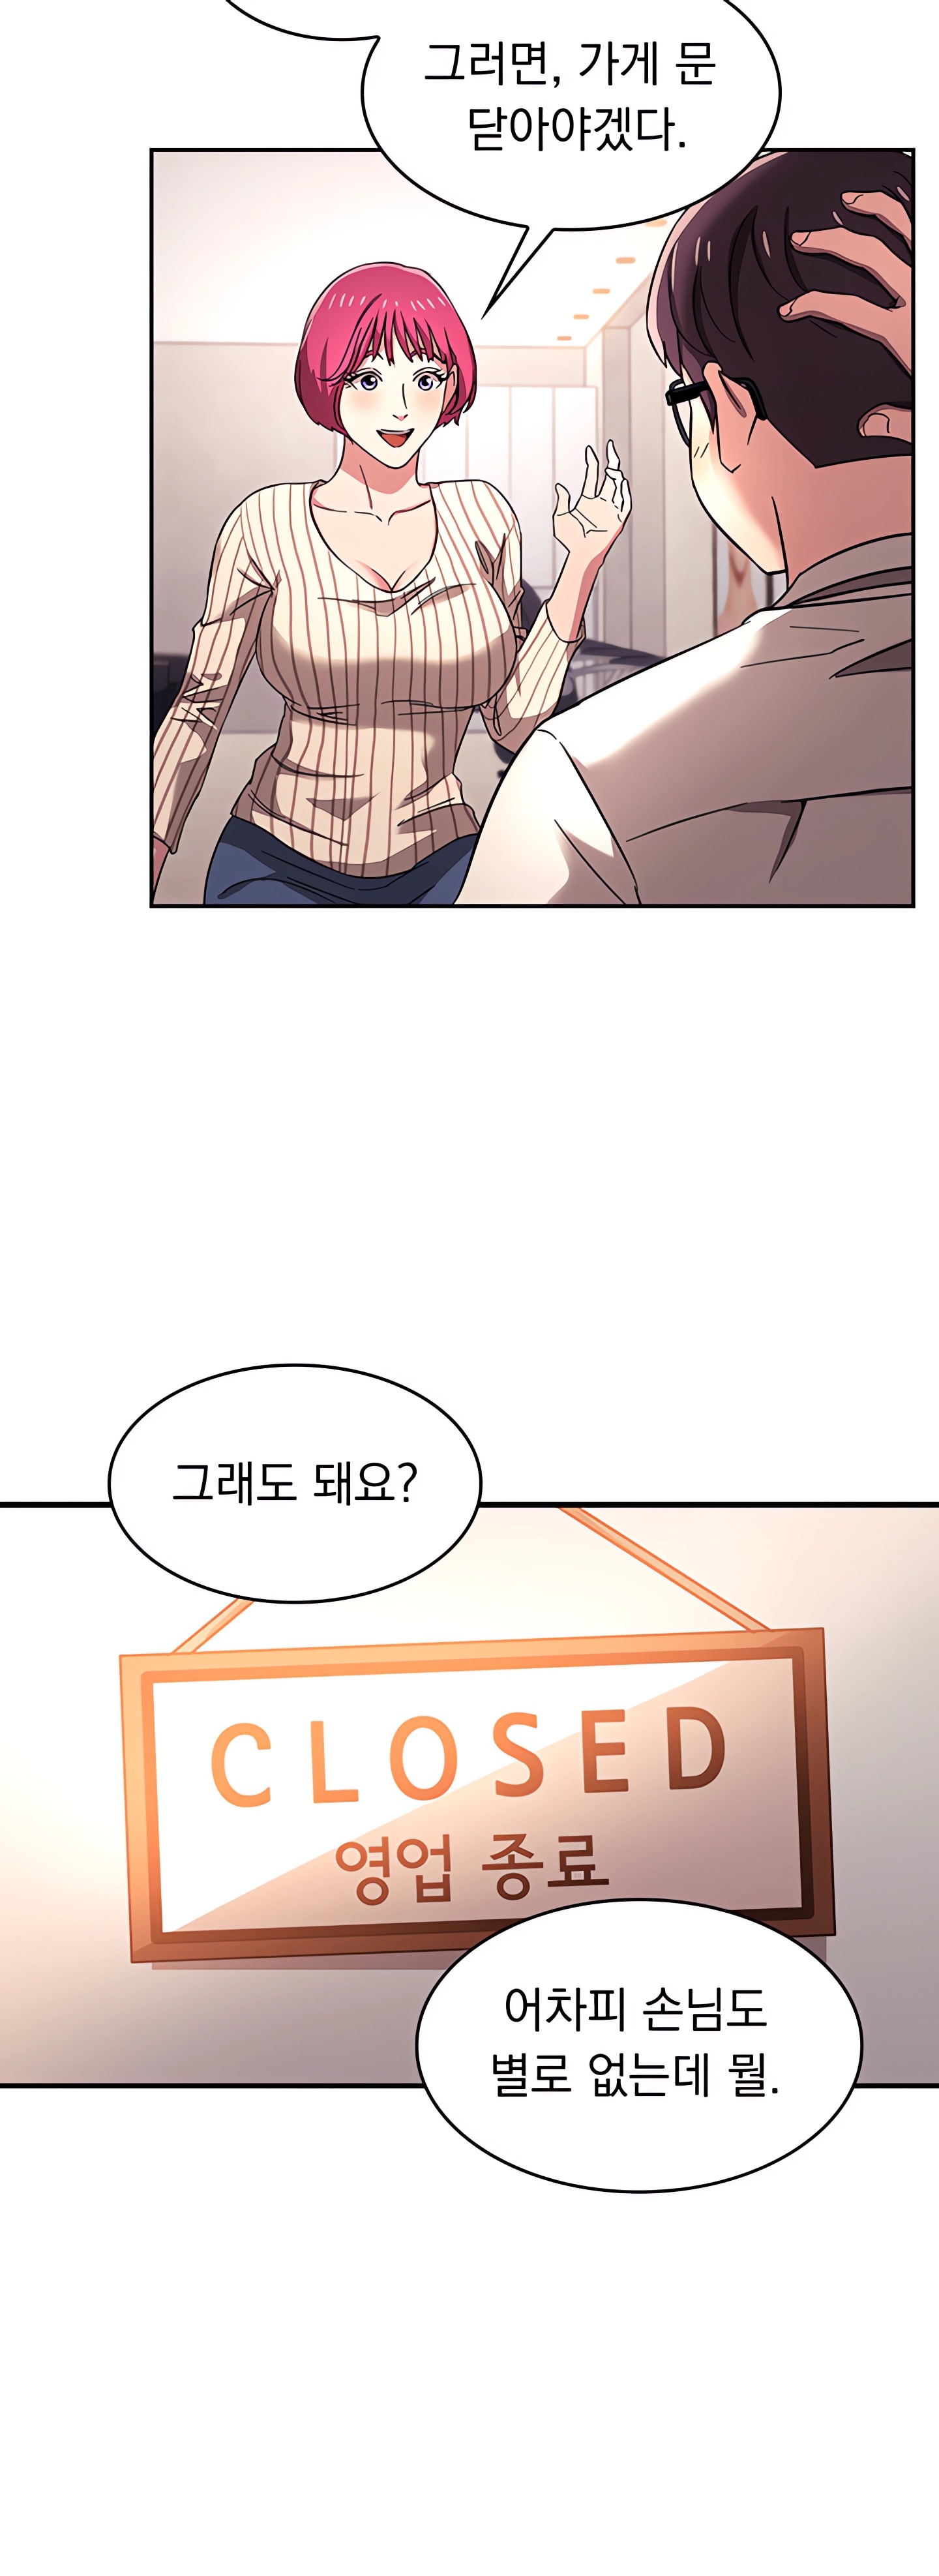 그러면, 가게 문
닫아야겠다.
그래도 돼요?
CLOSED
영업 종료
어차피 손님도
별로 없는데 뭘.